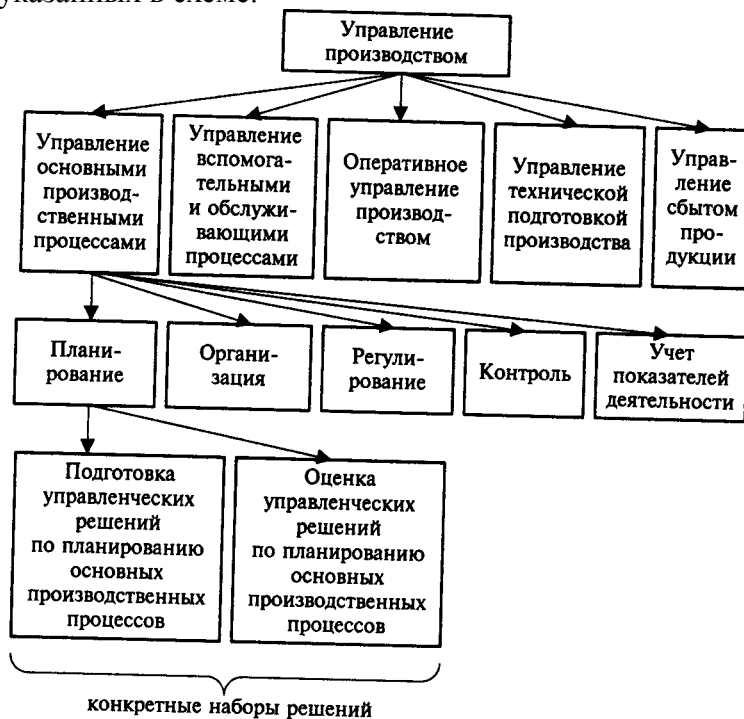 указанных в схеме.
Управление
производством
Управление
основными
производ-
ственными
процессами
Управление
вспомога-
тельными
и обслужи-
вающими
процессами
Оперативное
управление
производ-
ством
Управление
технической
подготовкой
производства
Управ-
ление
сбытом
про-
дукции
Плани-
рование
Органи-
зация
Регули-
рование
Контроль
Учет
показателей
деятельности
Подготовка
управленческих
решений
по планированию
основных
производственных
процессов
Оценка
управленческих
решений
по планированию
основных
производственных
процессов
конкретные наборы решений